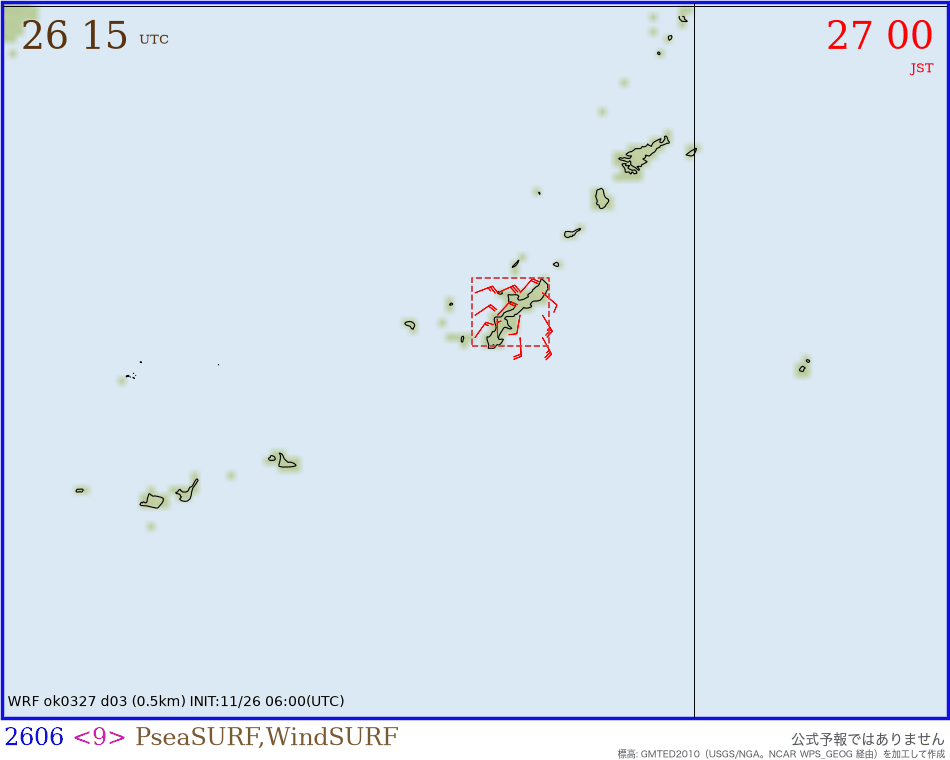 26 15 UTC
27 00
JST
WRF ok0327 d03 (0.5km) INIT:11/26 06:00(UTC)
2606 <9> PseaSURF,WindSURF
公式予報ではありません
標高: GMTED2010（USGS/NGA。NCAR WPS_GEOG 経由）を加工して作成